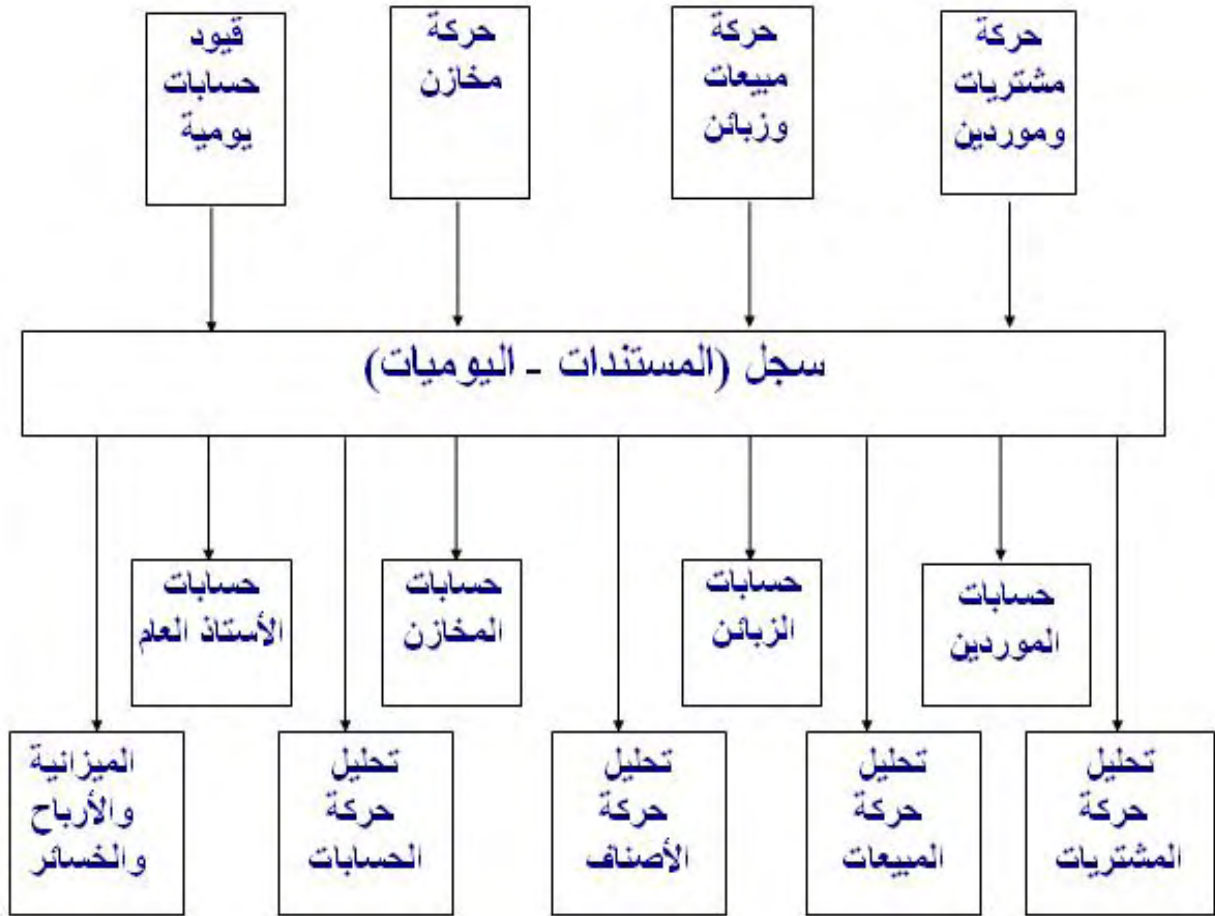 حركة
مشتريات
وموردين
حركة
مبيعات
وزبائن
حركة
مخازن
قيود
حسابات
يومية
سجل (المستندات - اليوميات)
حسابات
الموردين
حسابات
الزبائن
حسابات
المخازن
حسابات
الأستاذ العام
تحليل
حركة
المشتريات
تحليل
حركة
المبيعات
تحليل
حركة
الأصناف
تحليل
حركة
الحسابات
الميزانية
والأرباح
والخسائر